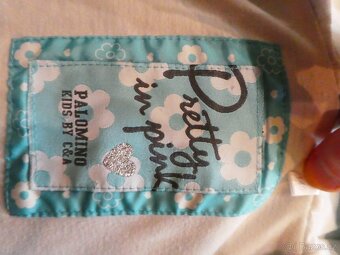 Pretty
in pink
PALOMINO
KIDS BY C&A